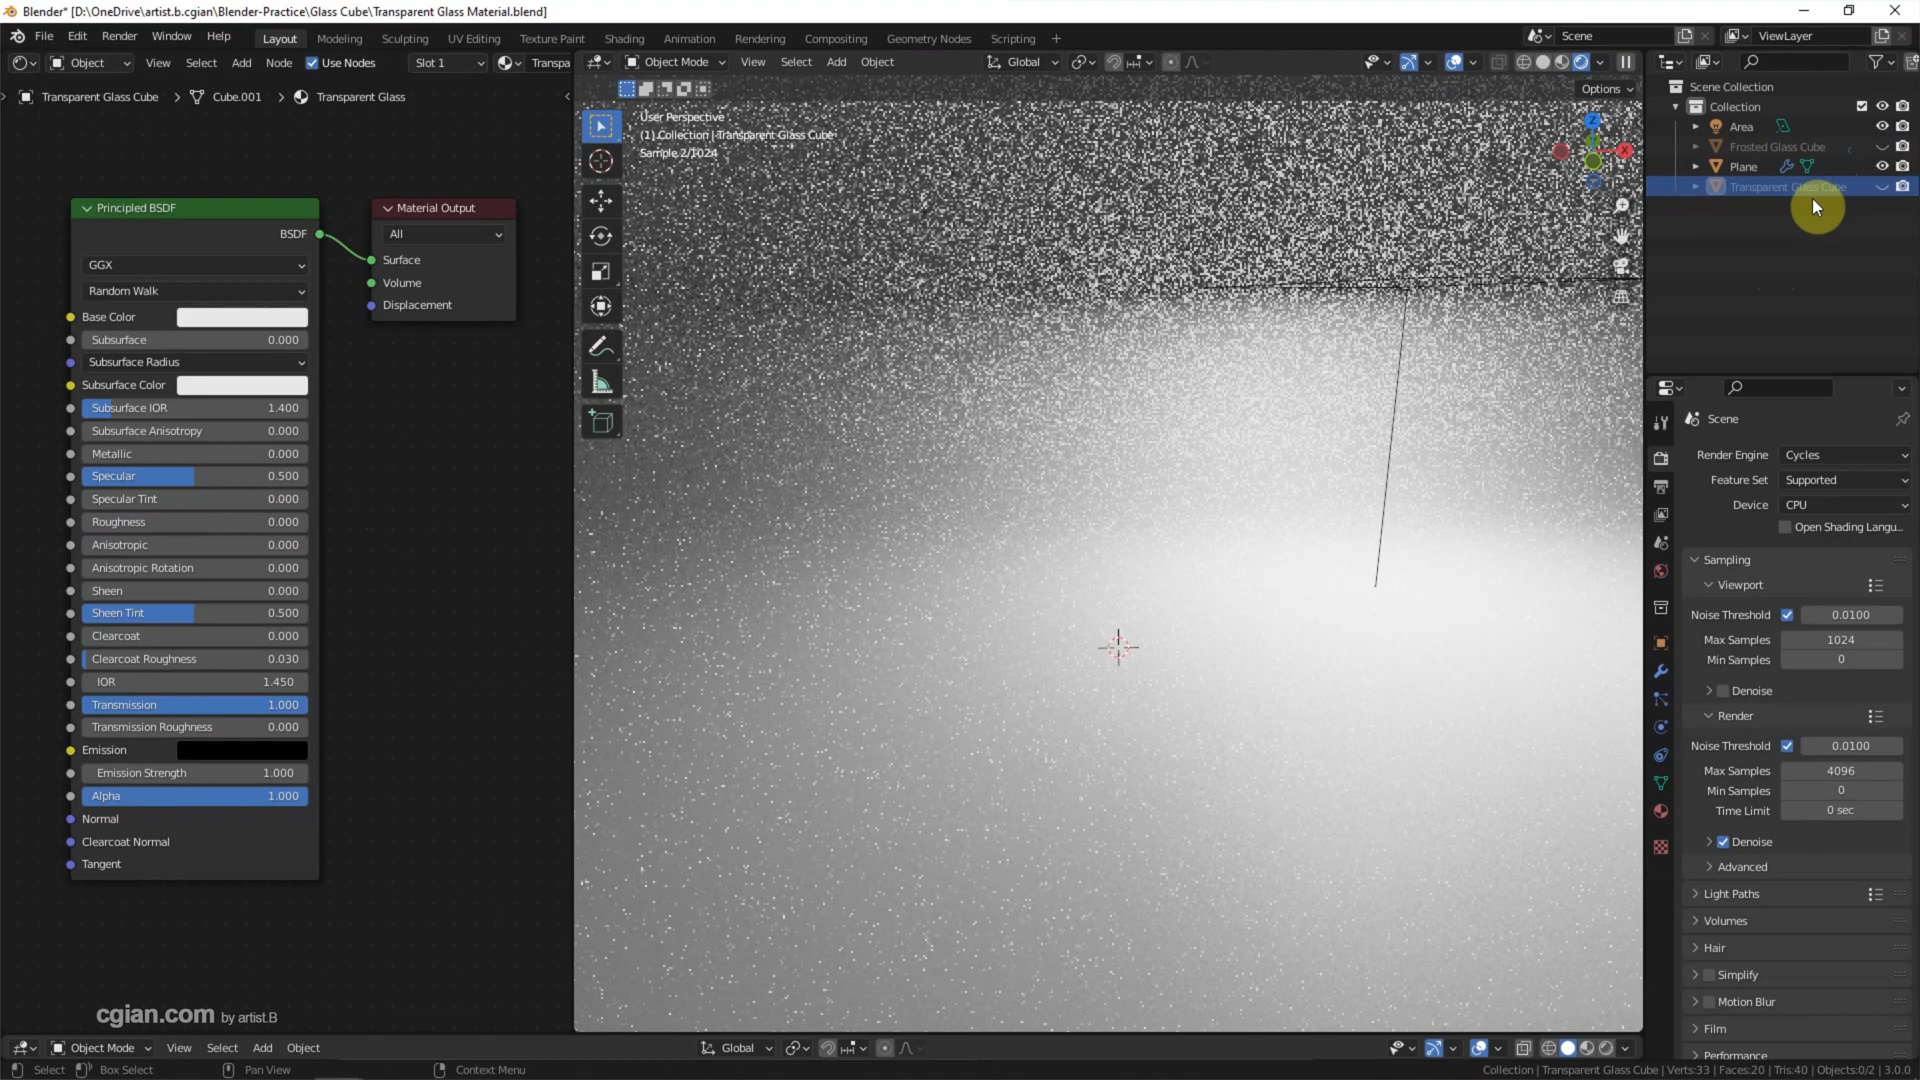 Blender* [D:\OneDrive\artist.b.cgian\Blender-Practice\Glass Cube\Transparent Glass Material.blend]
File Edit Render Window Help Layout Modeling Sculpting UV Editing Texture Paint Shading Animation Rendering Compositing Geometry Nodes Scripting + Scene ViewLayer
Object View Select Add Node Use Nodes Slot 1 Transpa
Object Mode View Select Add Object Global
Options
Transparent Glass Cube > Cube.001 > Transparent Glass
User Perspective
(1) Collection | Transparent Glass Cube
Sample 2/1024
Z
X
Scene Collection
Collection
Area
Frosted Glass Cube
Plane
Transparent Glass Cube
Principled BSDF
BSDF
GGX
Random Walk
Base Color
Subsurface 0.000
Subsurface Radius
Subsurface Color
Subsurface IOR 1.400
Subsurface Anisotropy 0.000
Metallic 0.000
Specular 0.500
Specular Tint 0.000
Roughness 0.000
Anisotropic 0.000
Anisotropic Rotation 0.000
Sheen 0.000
Sheen Tint 0.500
Clearcoat 0.000
Clearcoat Roughness 0.030
IOR 1.450
Transmission 1.000
Transmission Roughness 0.000
Emission
Emission Strength 1.000
Alpha 1.000
Normal
Clearcoat Normal
Tangent
Material Output
All
Surface
Volume
Displacement
Scene
Render Engine Cycles
Feature Set Supported
Device CPU
Open Shading Langu...
Sampling
Viewport
Noise Threshold 0.0100
Max Samples 1024
Min Samples 0
Denoise
Render
Noise Threshold 0.0100
Max Samples 4096
Min Samples 0
Time Limit 0 sec
Denoise
Advanced
Light Paths
Volumes
Hair
Simplify
Motion Blur
Film
Performance
cgian.com by artist.B
Object Mode View Select Add Object Global
Select Box Select Pan View Context Menu
Collection | Transparent Glass Cube | Verts:33 | Faces:20 | Tris:40 | Objects:0/2 | 3.0.0